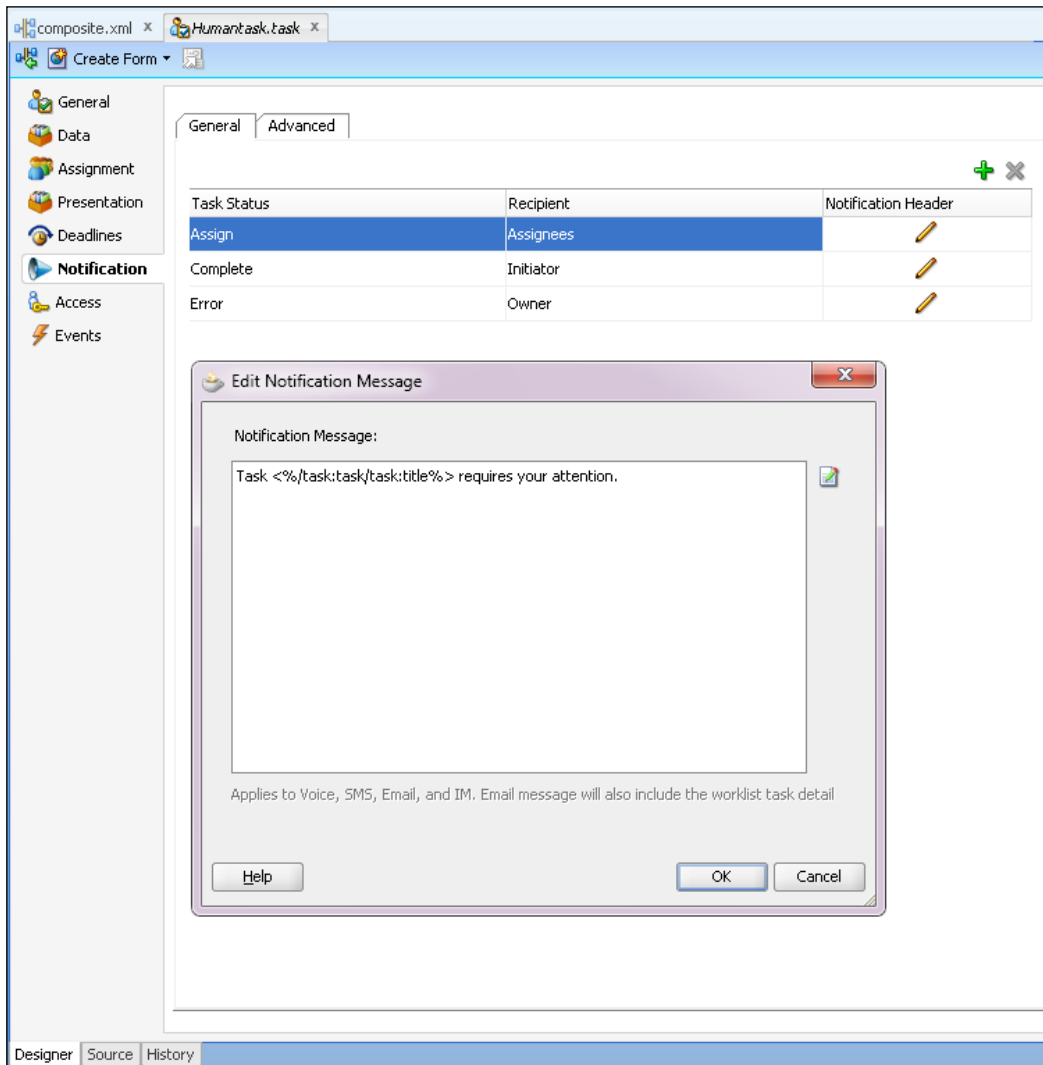 composite.xml x Humantask.task x
Create Form
General
Data
Assignment
Presentation
Deadlines
Notification
Access
Events
General Advanced
Task Status Recipient Notification Header
Assign Assignees
Complete Initiator
Error Owner
Edit Notification Message
Notification Message:
Task <%/task:task/task:title%> requires your attention.
Applies to Voice, SMS, Email, and IM. Email message will also include the worklist task detail
Help OK Cancel
Designer Source History